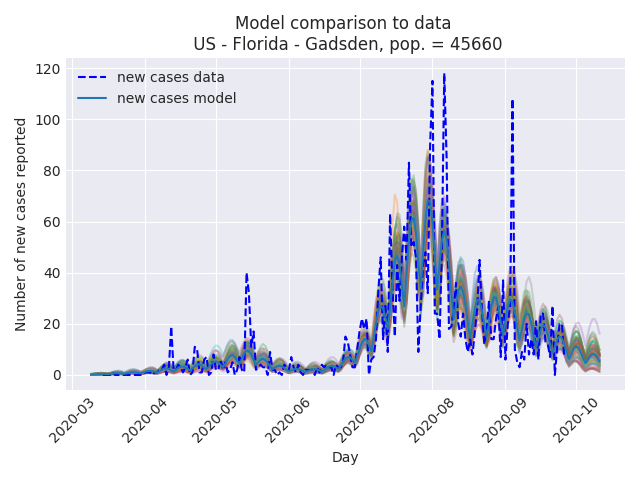 Model comparison to data
US - Florida - Gadsden, pop. = 45660
new cases data
new cases model
Number of new cases reported
120
100
80
60
40
20
0
2020-03
2020-04
2020-05
2020-06
2020-07
2020-08
2020-09
2020-10
Day